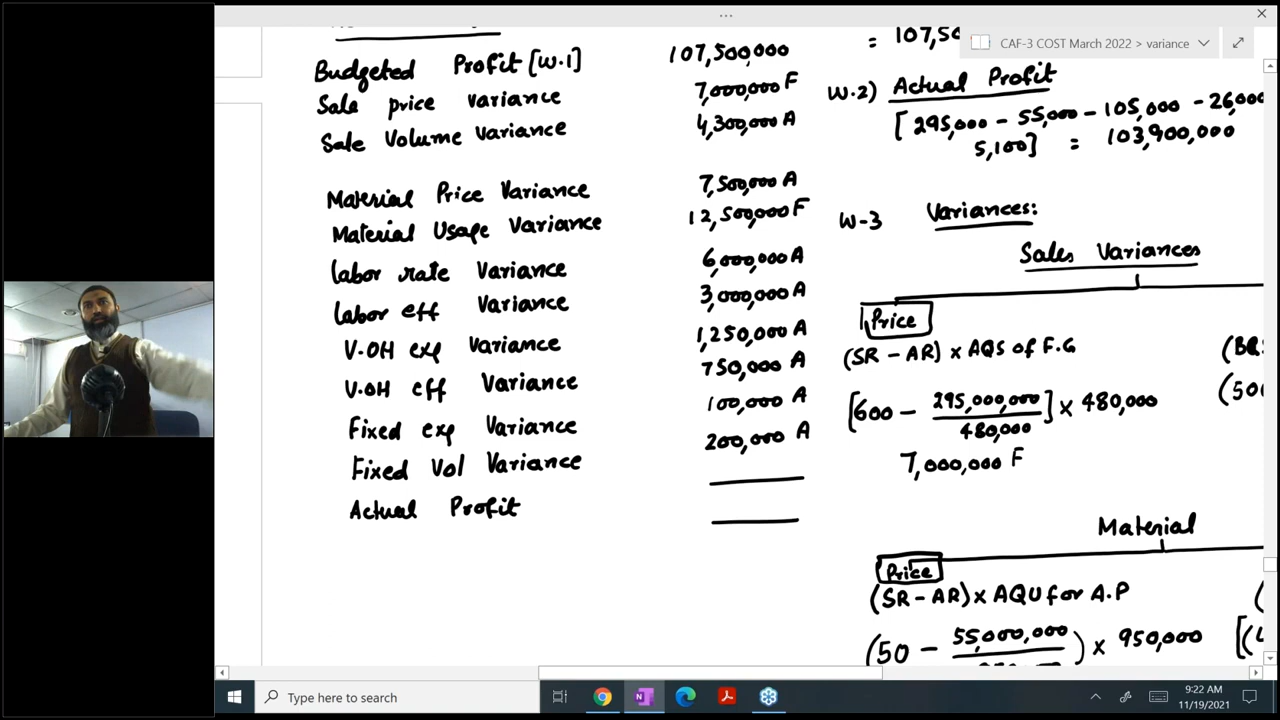 ...
CAF-3 COST March 2022 > variance
Budgeted Profit [W.1] 107,500,000
Sale price variance 7,000,000 F
Sale Volume Variance 4,300,000 A
Material Price Variance 7,500,000 A
Material Usage Variance 12,500,000 F
labor rate Variance 6,000,000 A
labor eff Variance 3,000,000 A
V.OH exp Variance 1,250,000 A
V.OH eff Variance 750,000 A
Fixed exp Variance 100,000 A
Fixed Vol Variance 200,000 A
Actual Profit
= 107,50
W.2) Actual Profit
[295,000 - 55,000 - 105,000 - 26,000
5,100] = 103,900,000
W-3 Variances:
Sales Variances
Price
(SR - AR) x AQS of F.G
[600 - 295,000,000 / 480,000] x 480,000
7,000,000 F
(500
Material
Price
(SR - AR) x AQU for A.P
(50 - 55,000,000) x 950,000
Type here to search
9:22 AM
11/19/2021